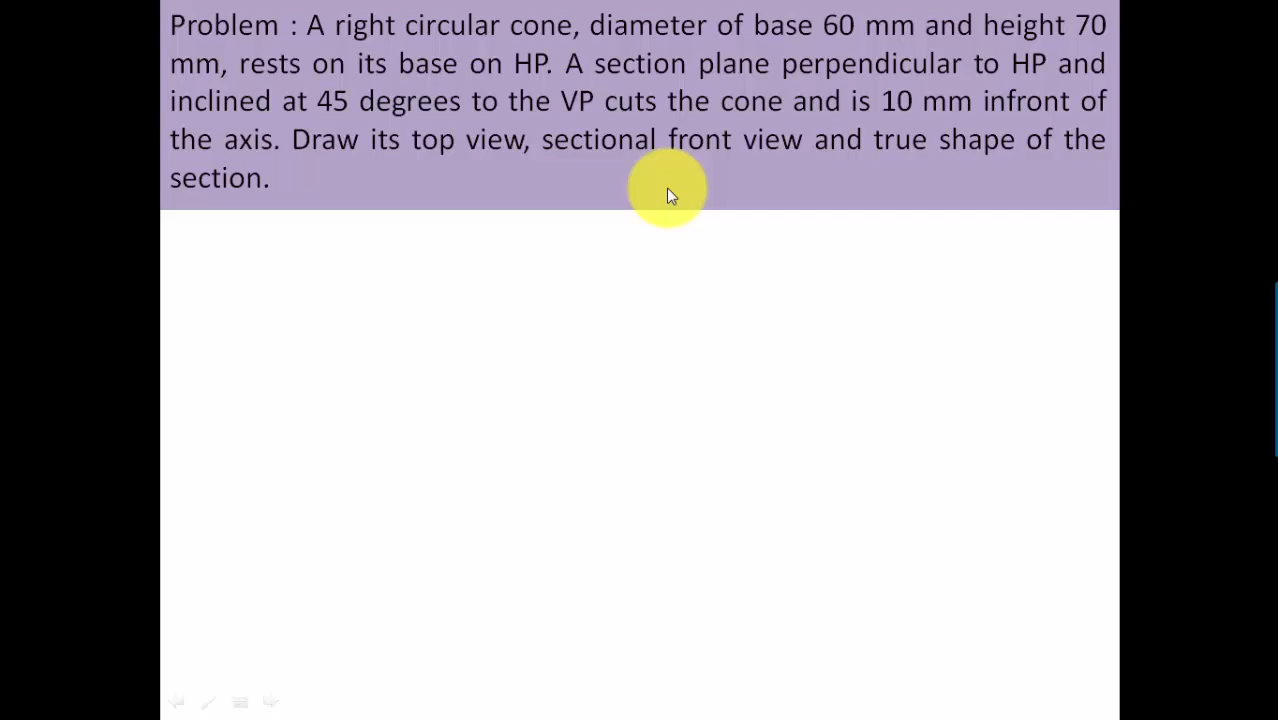 Problem : A right circular cone, diameter of base 60 mm and height 70
mm, rests on its base on HP. A section plane perpendicular to HP and
inclined at 45 degrees to the VP cuts the cone and is 10 mm infront of
the axis. Draw its top view, sectional front view and true shape of the
section.